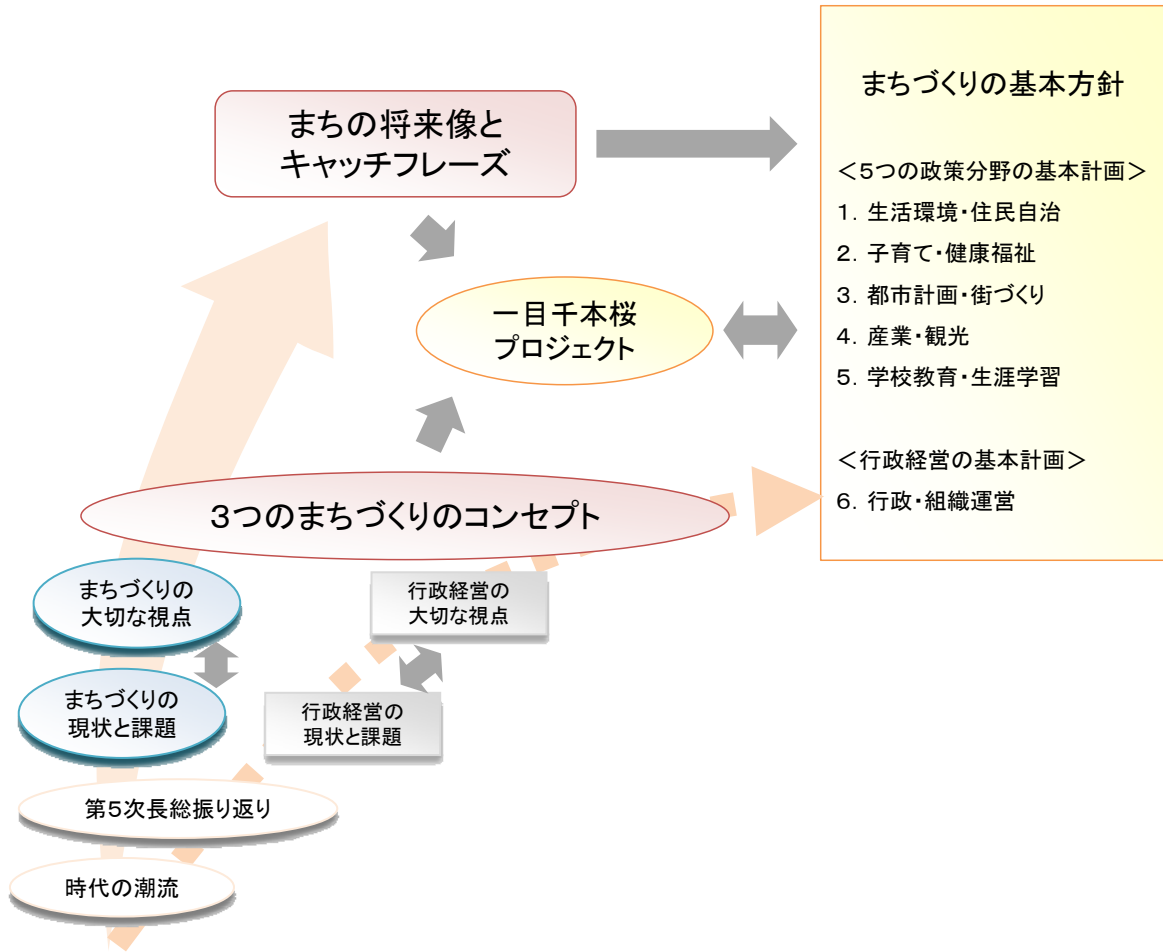 まちの将来像と
キャッチフレーズ
一目千本桜
プロジェクト
3つのまちづくりのコンセプト
まちづくりの
大切な視点
行政経営の
大切な視点
まちづくりの
現状と課題
行政経営の
現状と課題
第5次長総振り返り
時代の潮流
まちづくりの基本方針
＜5つの政策分野の基本計画＞
1．生活環境・住民自治
2．子育て・健康福祉
3．都市計画・街づくり
4．産業・観光
5．学校教育・生涯学習
＜行政経営の基本計画＞
6．行政・組織運営